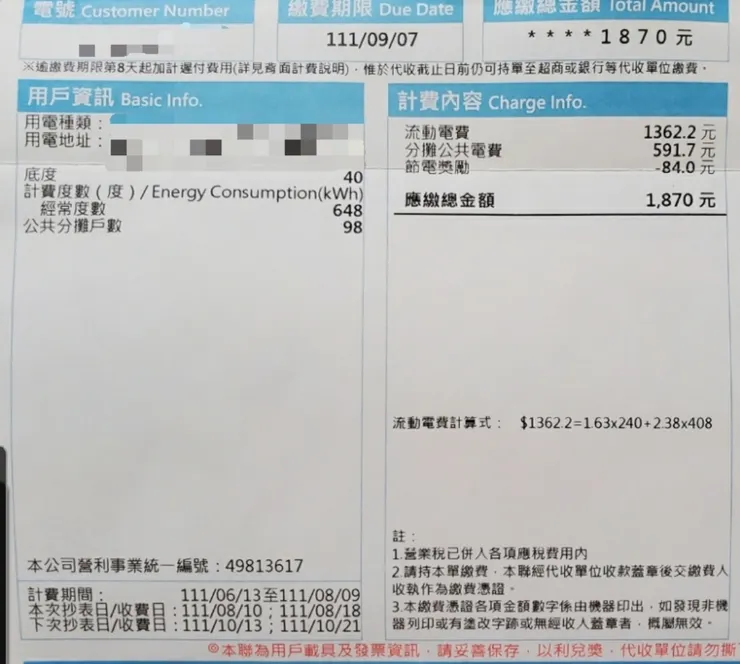 電號 Customer Number
繳費期限 Due Date
應繳總金額 Total Amount
111/09/07
****1870元
※逾繳費期限第8天起加計遲付費用(詳見背面計費說明)，惟於代收截止日前仍可持單至超商或銀行等代收單位繳費。
用戶資訊 Basic Info.
用電種類：
用電地址：
底度 40
計費度數（度）/ Energy Consumption(kWh)
經常度數 648
公共分攤戶數 98
計費內容 Charge Info.
流動電費 1362.2 元
分攤公共電費 591.7 元
節電獎勵 -84.0 元
應繳總金額 1,870 元
流動電費計算式： $1362.2=1.63x240+2.38x408
本公司營利事業統一編號：49813617
計費期間： 111/06/13至111/08/09
本次抄表日/收費日：111/08/10；111/08/18
下次抄表日/收費日：111/10/13；111/10/21
註：
1.營業稅已併入各項應稅費用內
2.請持本單繳費，本聯經代收單位收款蓋章後交繳費人
收執作為繳費憑證。
3.本繳費憑證各項金額數字係由機器印出，如發現非機
器列印或有塗改字跡或無經收人蓋章者，概屬無效。
◎本聯為用戶載具及發票資訊，請妥善保存，以利兌獎，代收單位請勿撕